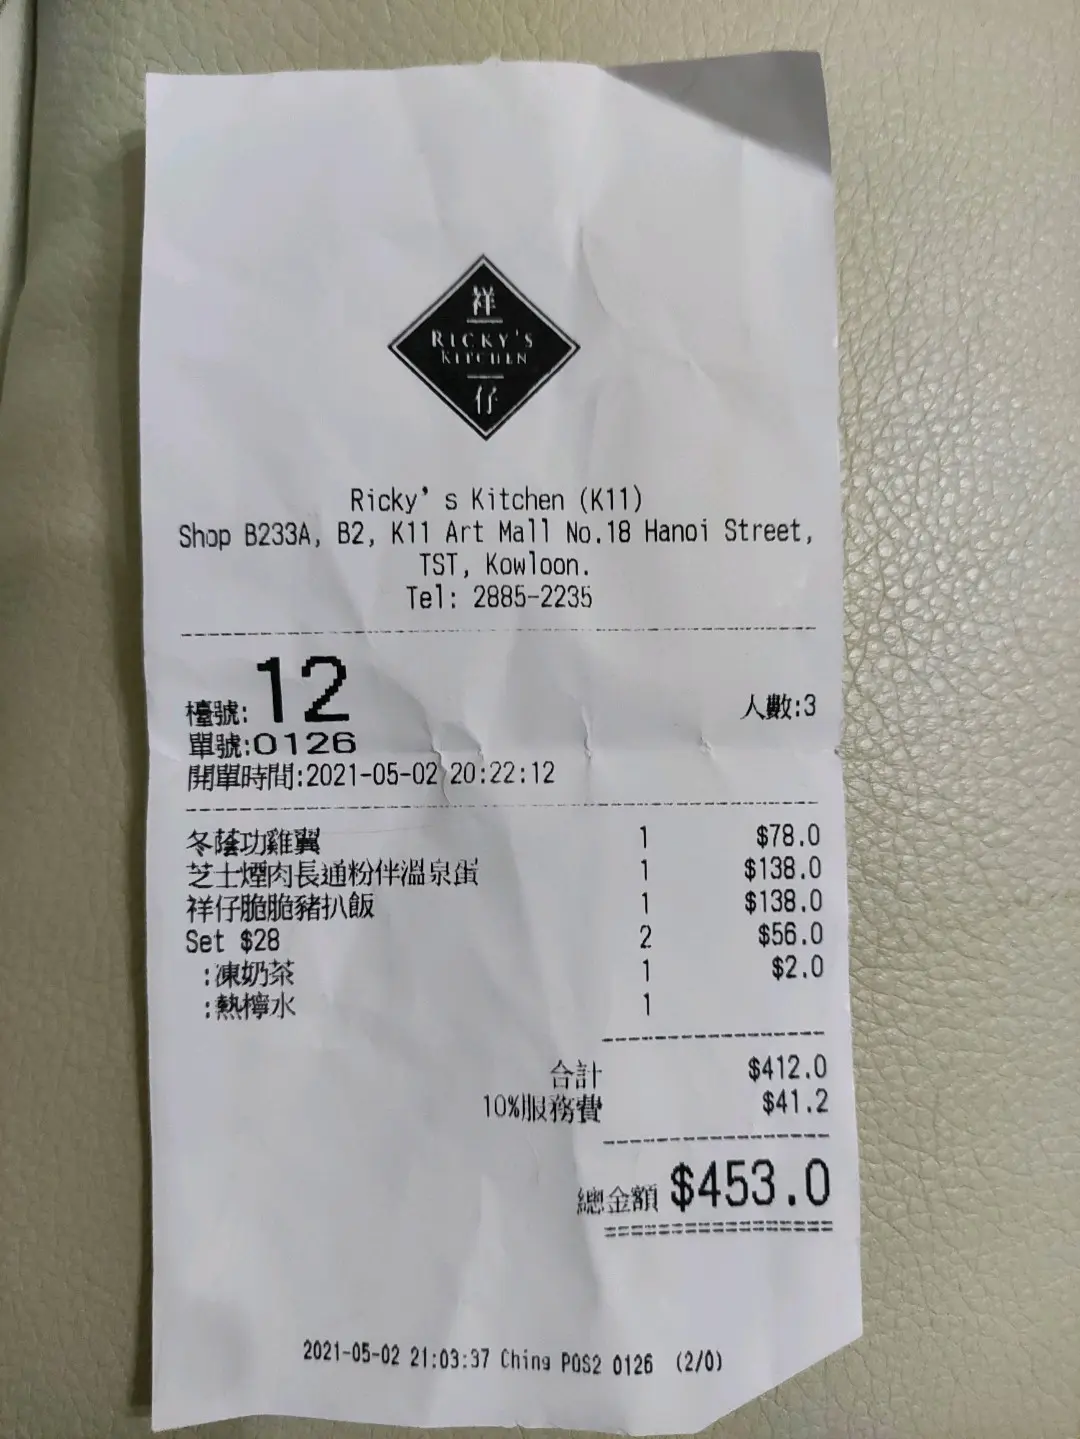 祥
RICKY'S
KITCHEN
仔
Ricky's Kitchen (K11)
Shop B233A, B2, K11 Art Mall No.18 Hanoi Street,
TST, Kowloon.
Tel: 2885-2235
檯號: 12 人數:3
單號:0126
開單時間:2021-05-02 20:22:12
冬蔭功雞翼 1 $78.0
芝士煙肉長通粉伴溫泉蛋 1 $138.0
祥仔脆脆豬扒飯 1 $138.0
Set $28 2 $56.0
:凍奶茶 1 $2.0
:熱檸水 1
合計 $412.0
10%服務費 $41.2
總金額 $453.0
2021-05-02 21:03:37 Ching POS2 0126 (2/0)